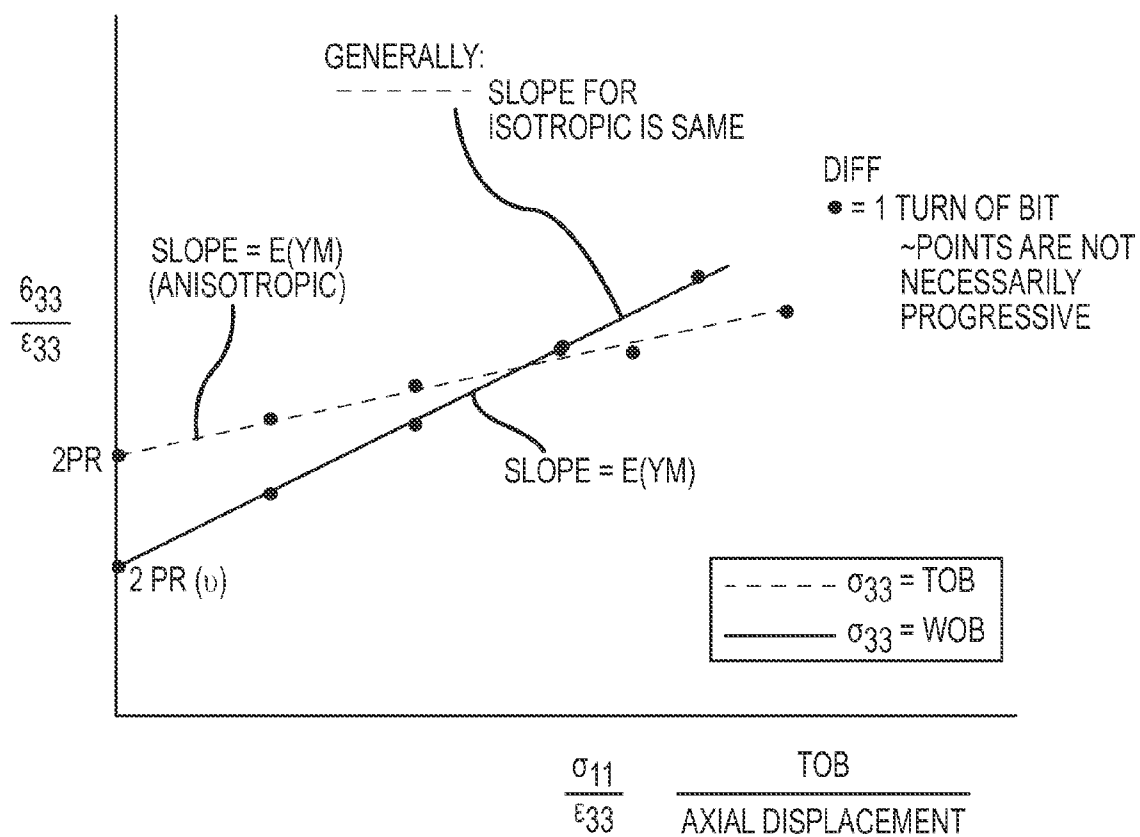 GENERALLY:
SLOPE FOR
ISOTROPIC IS SAME
DIFF
● = 1 TURN OF BIT
~POINTS ARE NOT
NECESSARILY
PROGRESSIVE
SLOPE = E(YM)
(ANISOTROPIC)
633
ε33
2PR
SLOPE = E(YM)
2 PR (υ)
σ33 = TOB
σ33 = WOB
σ11
ε33
TOB
AXIAL DISPLACEMENT